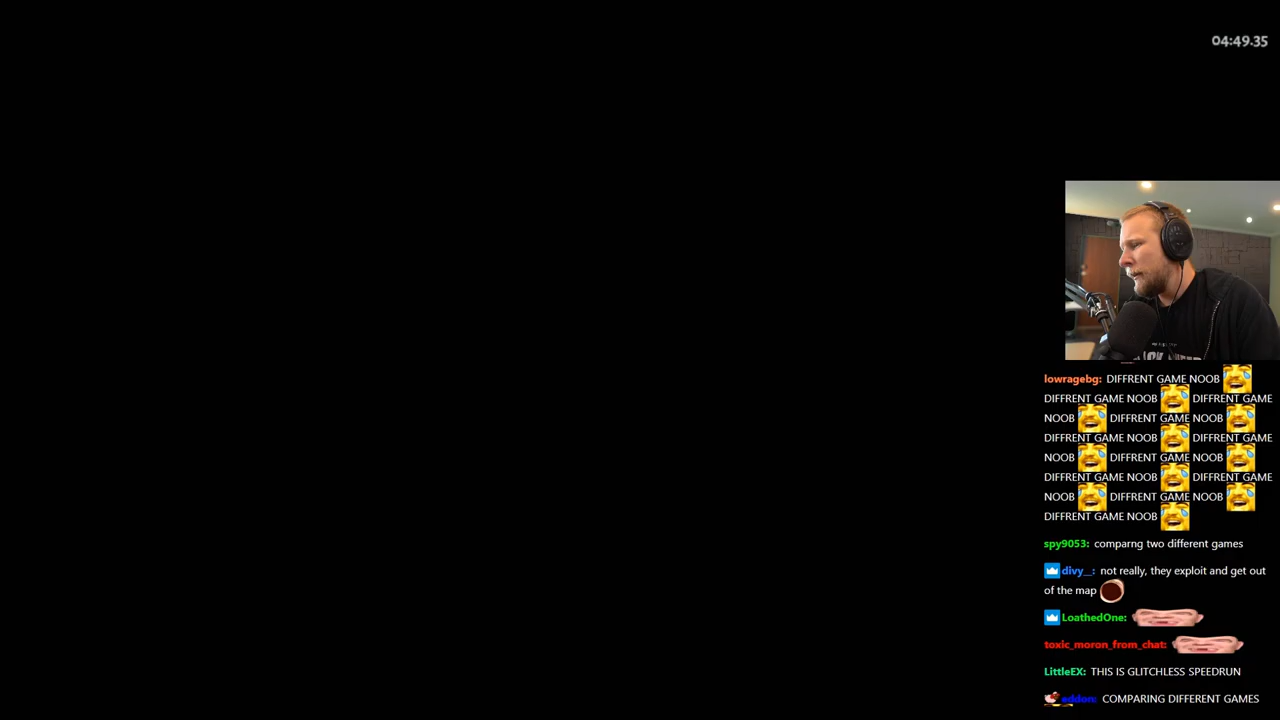 04:49.35
lowragebg: DIFFRENT GAME NOOB
DIFFRENT GAME NOOB DIFFRENT GAME
NOOB DIFFRENT GAME NOOB
DIFFRENT GAME NOOB DIFFRENT GAME
NOOB DIFFRENT GAME NOOB
DIFFRENT GAME NOOB DIFFRENT GAME
NOOB DIFFRENT GAME NOOB
DIFFRENT GAME NOOB
spy9053: comparng two different games
divy__: not really, they exploit and get out
of the map
LoathedOne:
toxic_moron_from_chat:
LittleEX: THIS IS GLITCHLESS SPEEDRUN
eddon: COMPARING DIFFERENT GAMES